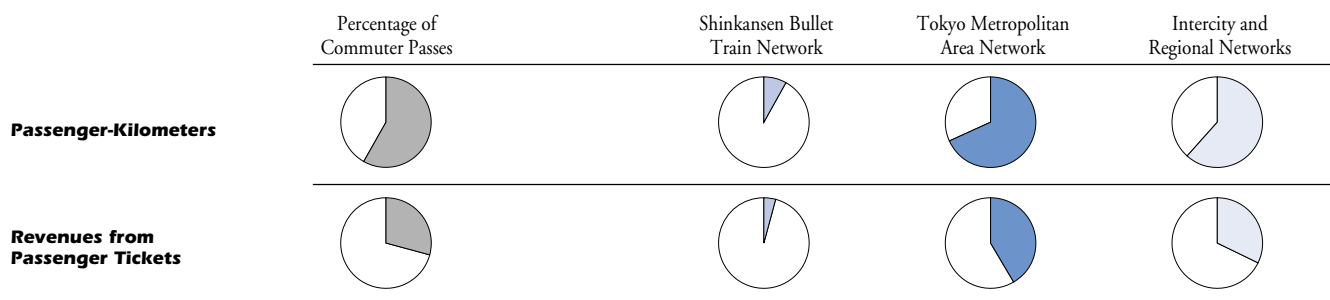 Percentage of
Commuter Passes
Shinkansen Bullet
Train Network
Tokyo Metropolitan
Area Network
Intercity and
Regional Networks
Passenger-Kilometers
Revenues from
Passenger Tickets